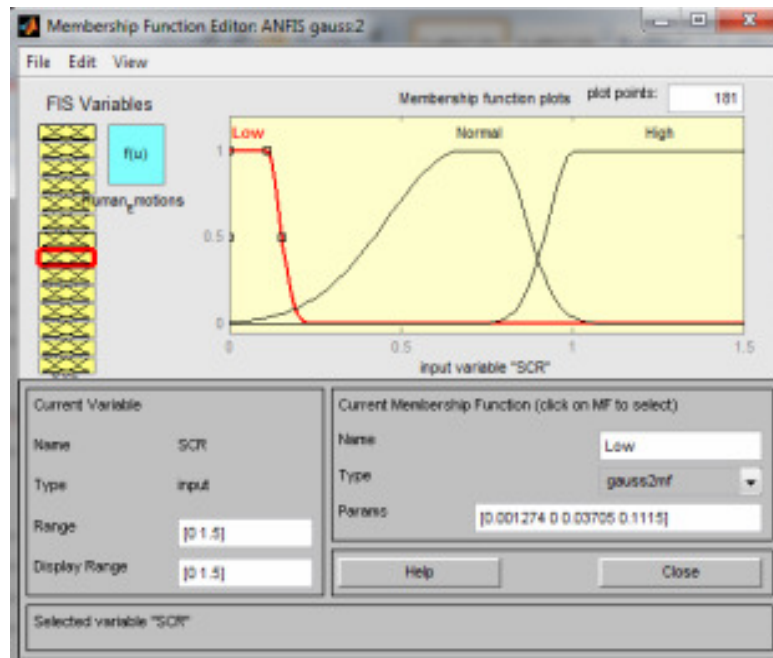 Membership Function Editor: ANFIS gauss:2
File Edit View
FIS Variables
f(u)
Human_Emotions
Membership function plots plot points: 181
Low Normal High
1
0.5
0
0 0.5 1 1.5
input variable "SCR"
Current Variable
Name SCR
Type input
Range [0 1.5]
Display Range [0 1.5]
Current Membership Function (click on MF to select)
Name Low
Type gauss2mf
Params [0.001274 0 0.03705 0.1115]
Help Close
Selected variable "SCR"